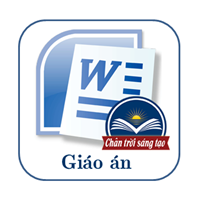 W
Chân trời sáng tạo
Giáo án